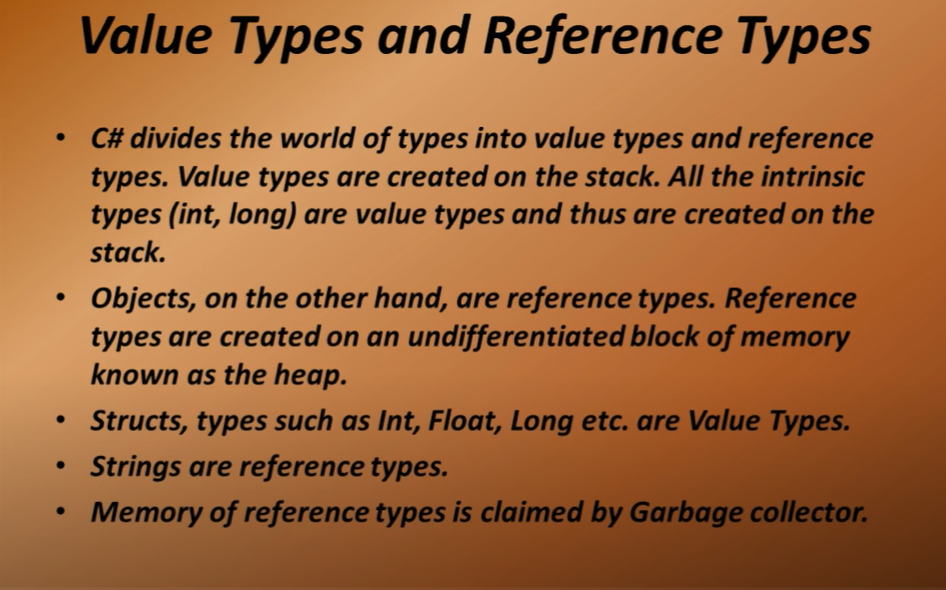 Value Types and Reference Types
• C# divides the world of types into value types and reference
types. Value types are created on the stack. All the intrinsic
types (int, long) are value types and thus are created on the
stack.
• Objects, on the other hand, are reference types. Reference
types are created on an undifferentiated block of memory
known as the heap.
• Structs, types such as Int, Float, Long etc. are Value Types.
• Strings are reference types.
• Memory of reference types is claimed by Garbage collector.